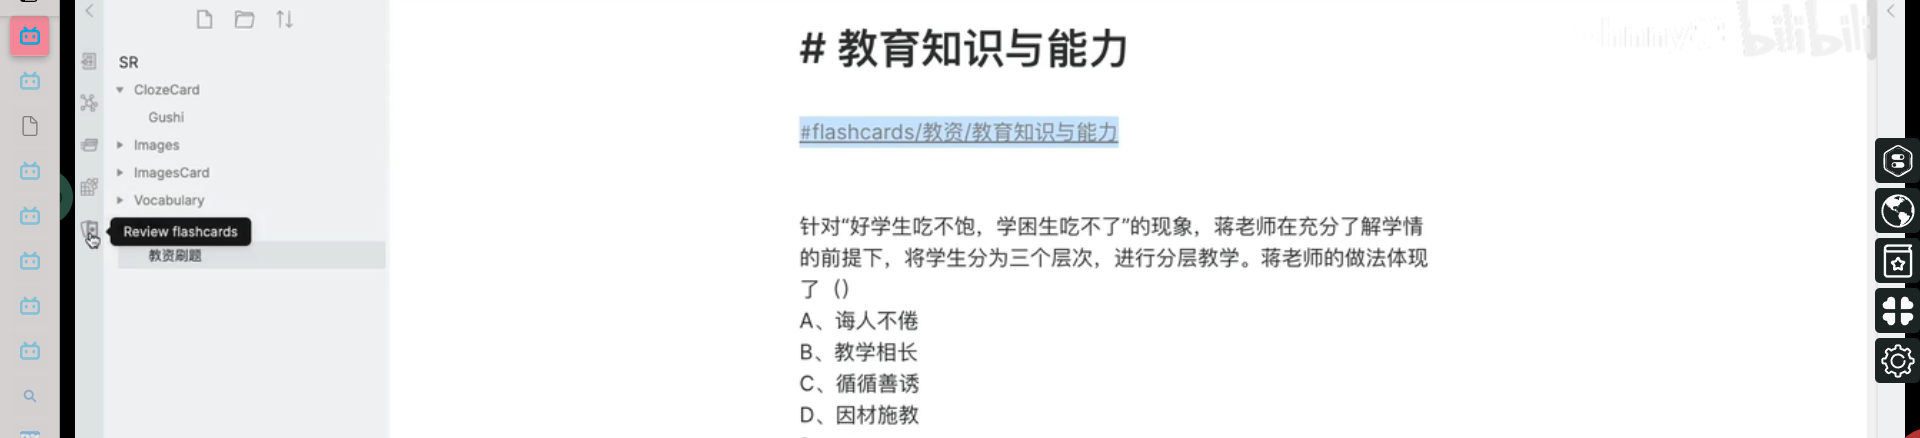 SR
ClozeCard
Gushi
Images
ImagesCard
Vocabulary
Review flashcards
教资刷题
# 教育知识与能力
#flashcards/教资/教育知识与能力
针对“好学生吃不饱，学困生吃不了”的现象，蒋老师在充分了解学情
的前提下，将学生分为三个层次，进行分层教学。蒋老师的做法体现
了（）
A、诲人不倦
B、教学相长
C、循循善诱
D、因材施教
bilibili